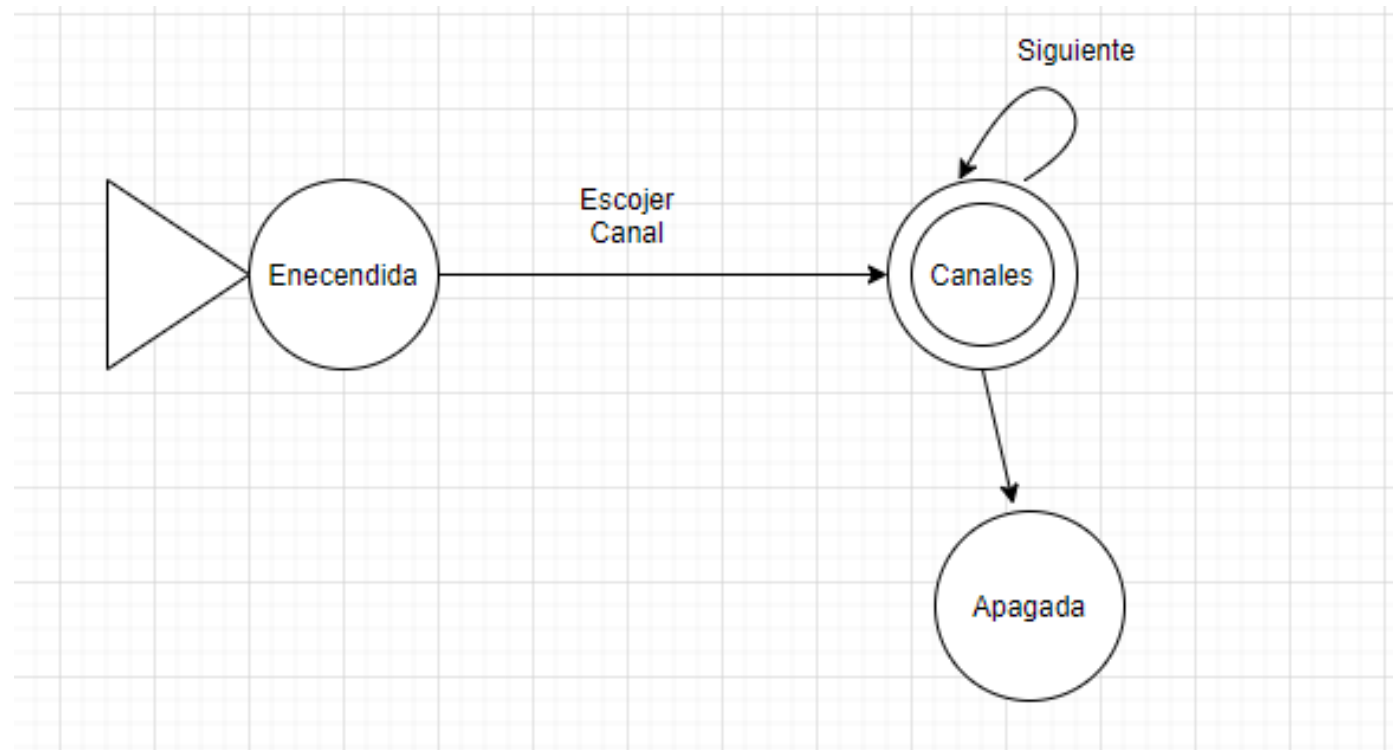 Siguiente
Escojer
Canal
Enecendida
Canales
Apagada